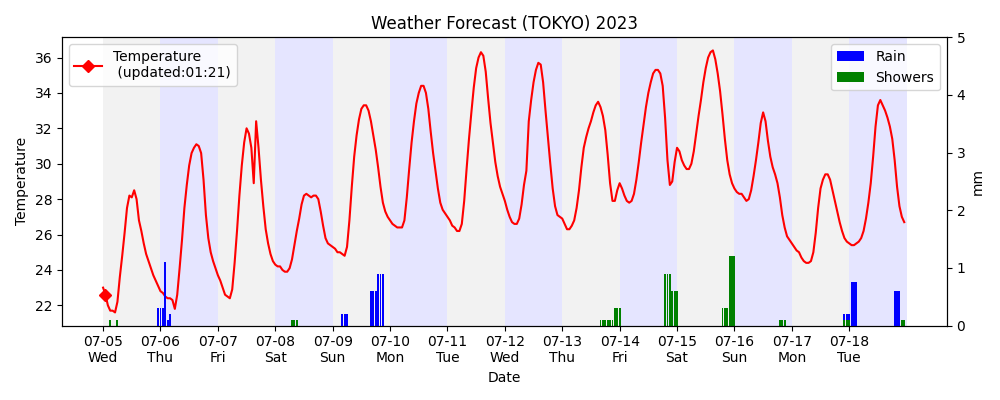 Weather Forecast (TOKYO) 2023
Temperature
(updated:01:21)
Rain
Showers
36
34
32
30
28
26
24
22
Temperature
5
4
3
2
1
0
mm
07-05 07-06 07-07 07-08 07-09 07-10 07-11 07-12 07-13 07-14 07-15 07-16 07-17 07-18
Wed Thu Fri Sat Sun Mon Tue Wed Thu Fri Sat Sun Mon Tue
Date